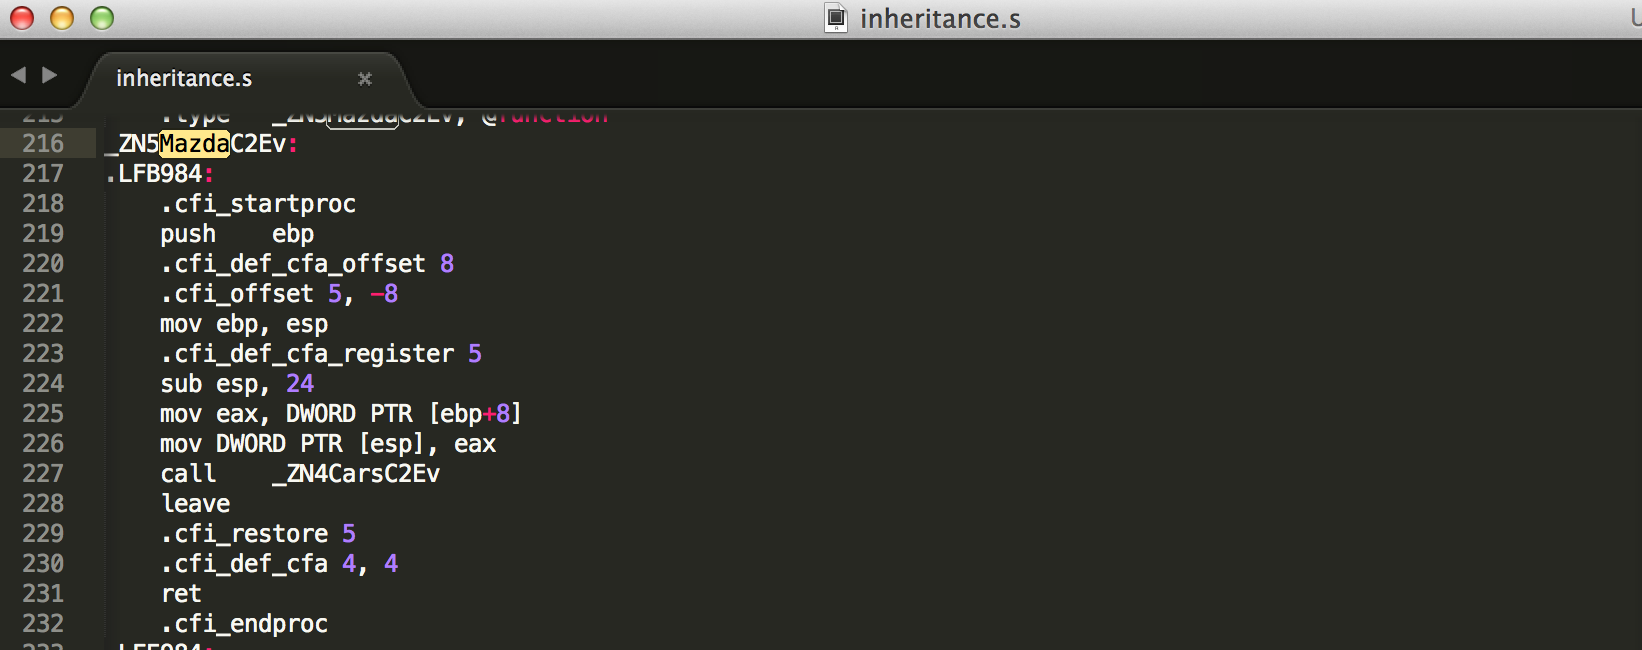 inheritance.s
inheritance.s
215 .type _ZN5MazdaC2Ev, @function
216 _ZN5MazdaC2Ev:
217 .LFB984:
218 .cfi_startproc
219 push ebp
220 .cfi_def_cfa_offset 8
221 .cfi_offset 5, -8
222 mov ebp, esp
223 .cfi_def_cfa_register 5
224 sub esp, 24
225 mov eax, DWORD PTR [ebp+8]
226 mov DWORD PTR [esp], eax
227 call _ZN4CarsC2Ev
228 leave
229 .cfi_restore 5
230 .cfi_def_cfa 4, 4
231 ret
232 .cfi_endproc